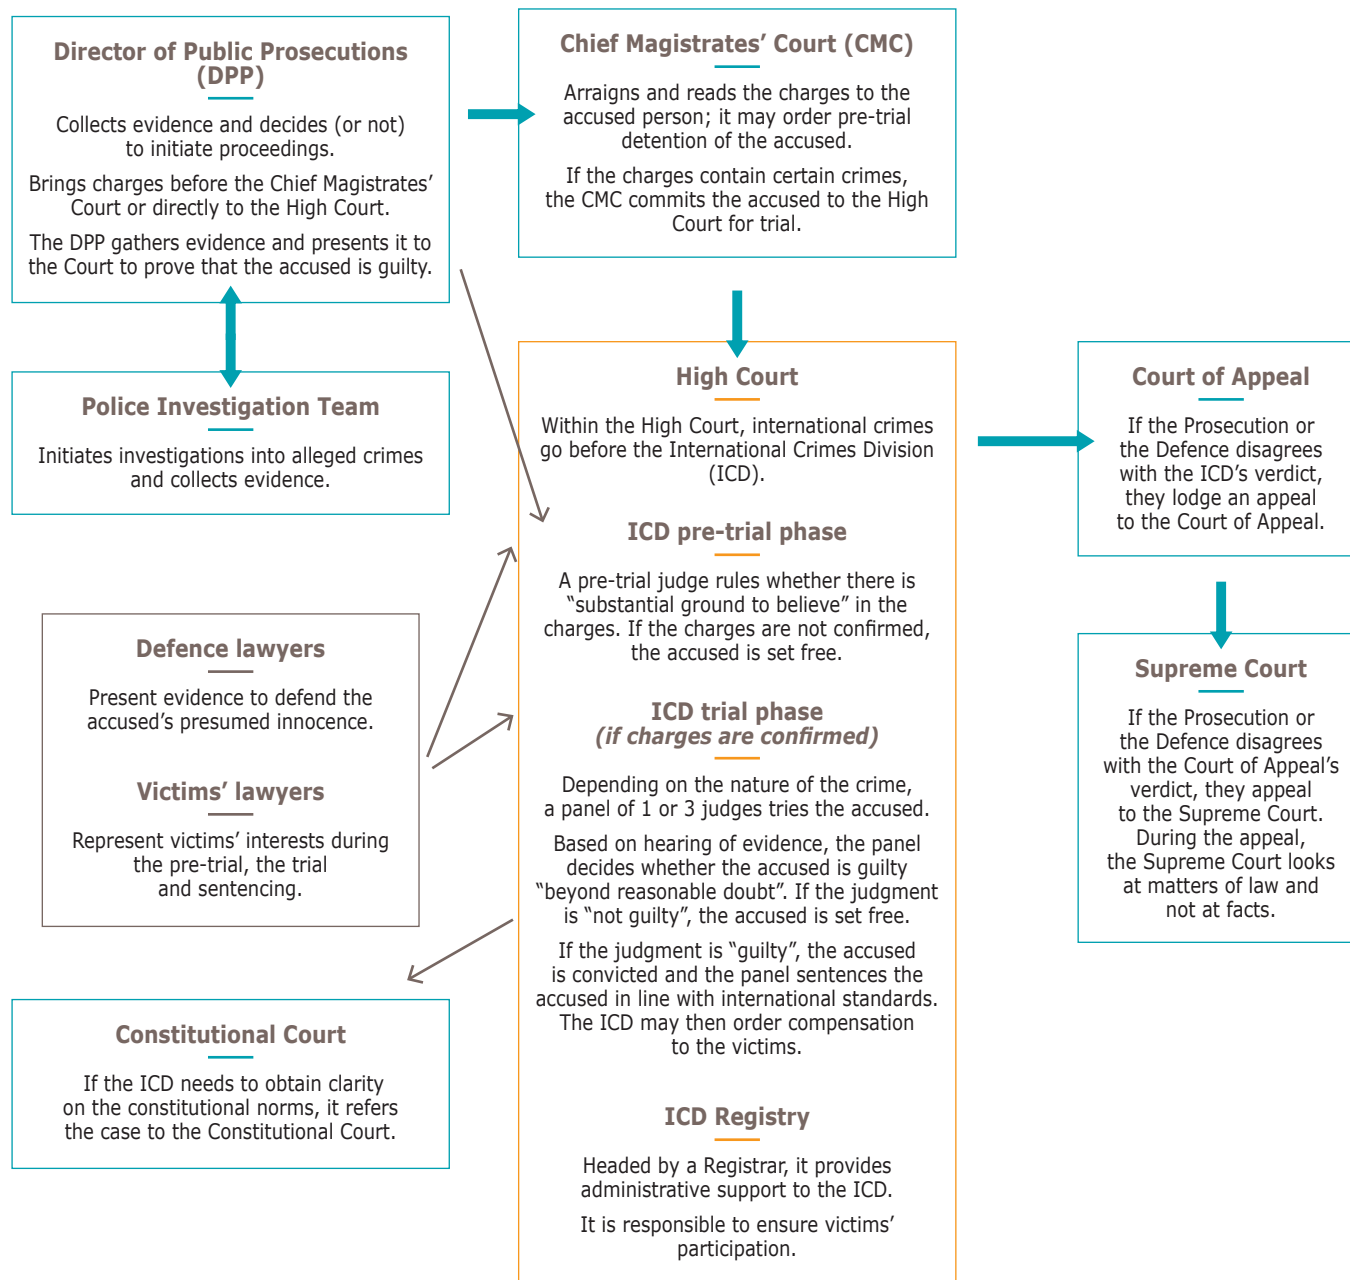 Director of Public Prosecutions
(DPP)
Collects evidence and decides (or not)
to initiate proceedings.
Brings charges before the Chief Magistrates’
Court or directly to the High Court.
The DPP gathers evidence and presents it to
the Court to prove that the accused is guilty.
Chief Magistrates’ Court (CMC)
Arraigns and reads the charges to the
accused person; it may order pre-trial
detention of the accused.
If the charges contain certain crimes,
the CMC commits the accused to the High
Court for trial.
Police Investigation Team
Initiates investigations into alleged crimes
and collects evidence.
Defence lawyers
Present evidence to defend the
accused’s presumed innocence.
Victims’ lawyers
Represent victims’ interests during
the pre-trial, the trial
and sentencing.
Constitutional Court
If the ICD needs to obtain clarity
on the constitutional norms, it refers
the case to the Constitutional Court.
High Court
Within the High Court, international crimes
go before the International Crimes Division
(ICD).
ICD pre-trial phase
A pre-trial judge rules whether there is
“substantial ground to believe” in the
charges. If the charges are not confirmed,
the accused is set free.
ICD trial phase
(if charges are confirmed)
Depending on the nature of the crime,
a panel of 1 or 3 judges tries the accused.
Based on hearing of evidence, the panel
decides whether the accused is guilty
“beyond reasonable doubt”. If the judgment
is “not guilty”, the accused is set free.
If the judgment is “guilty”, the accused
is convicted and the panel sentences the
accused in line with international standards.
The ICD may then order compensation
to the victims.
ICD Registry
Headed by a Registrar, it provides
administrative support to the ICD.
It is responsible to ensure victims’
participation.
Court of Appeal
If the Prosecution or
the Defence disagrees
with the ICD’s verdict,
they lodge an appeal
to the Court of Appeal.
Supreme Court
If the Prosecution or
the Defence disagrees
with the Court of Appeal’s
verdict, they appeal
to the Supreme Court.
During the appeal,
the Supreme Court looks
at matters of law and
not at facts.